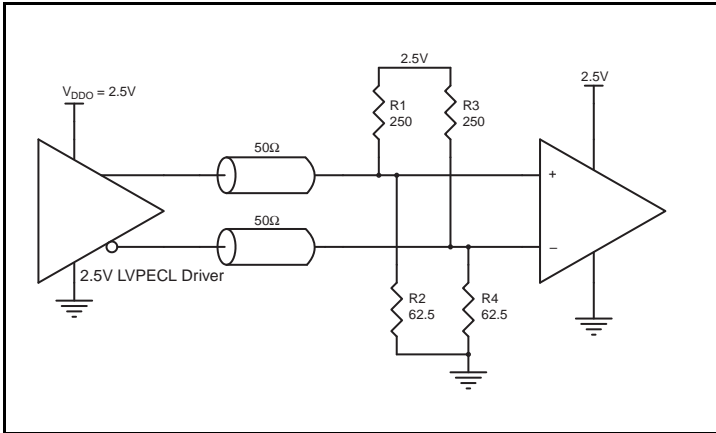 2.5V
V_DDO = 2.5V
2.5V
R1
250
R3
250
50Ω
+
50Ω
–
2.5V LVPECL Driver
R2
62.5
R4
62.5